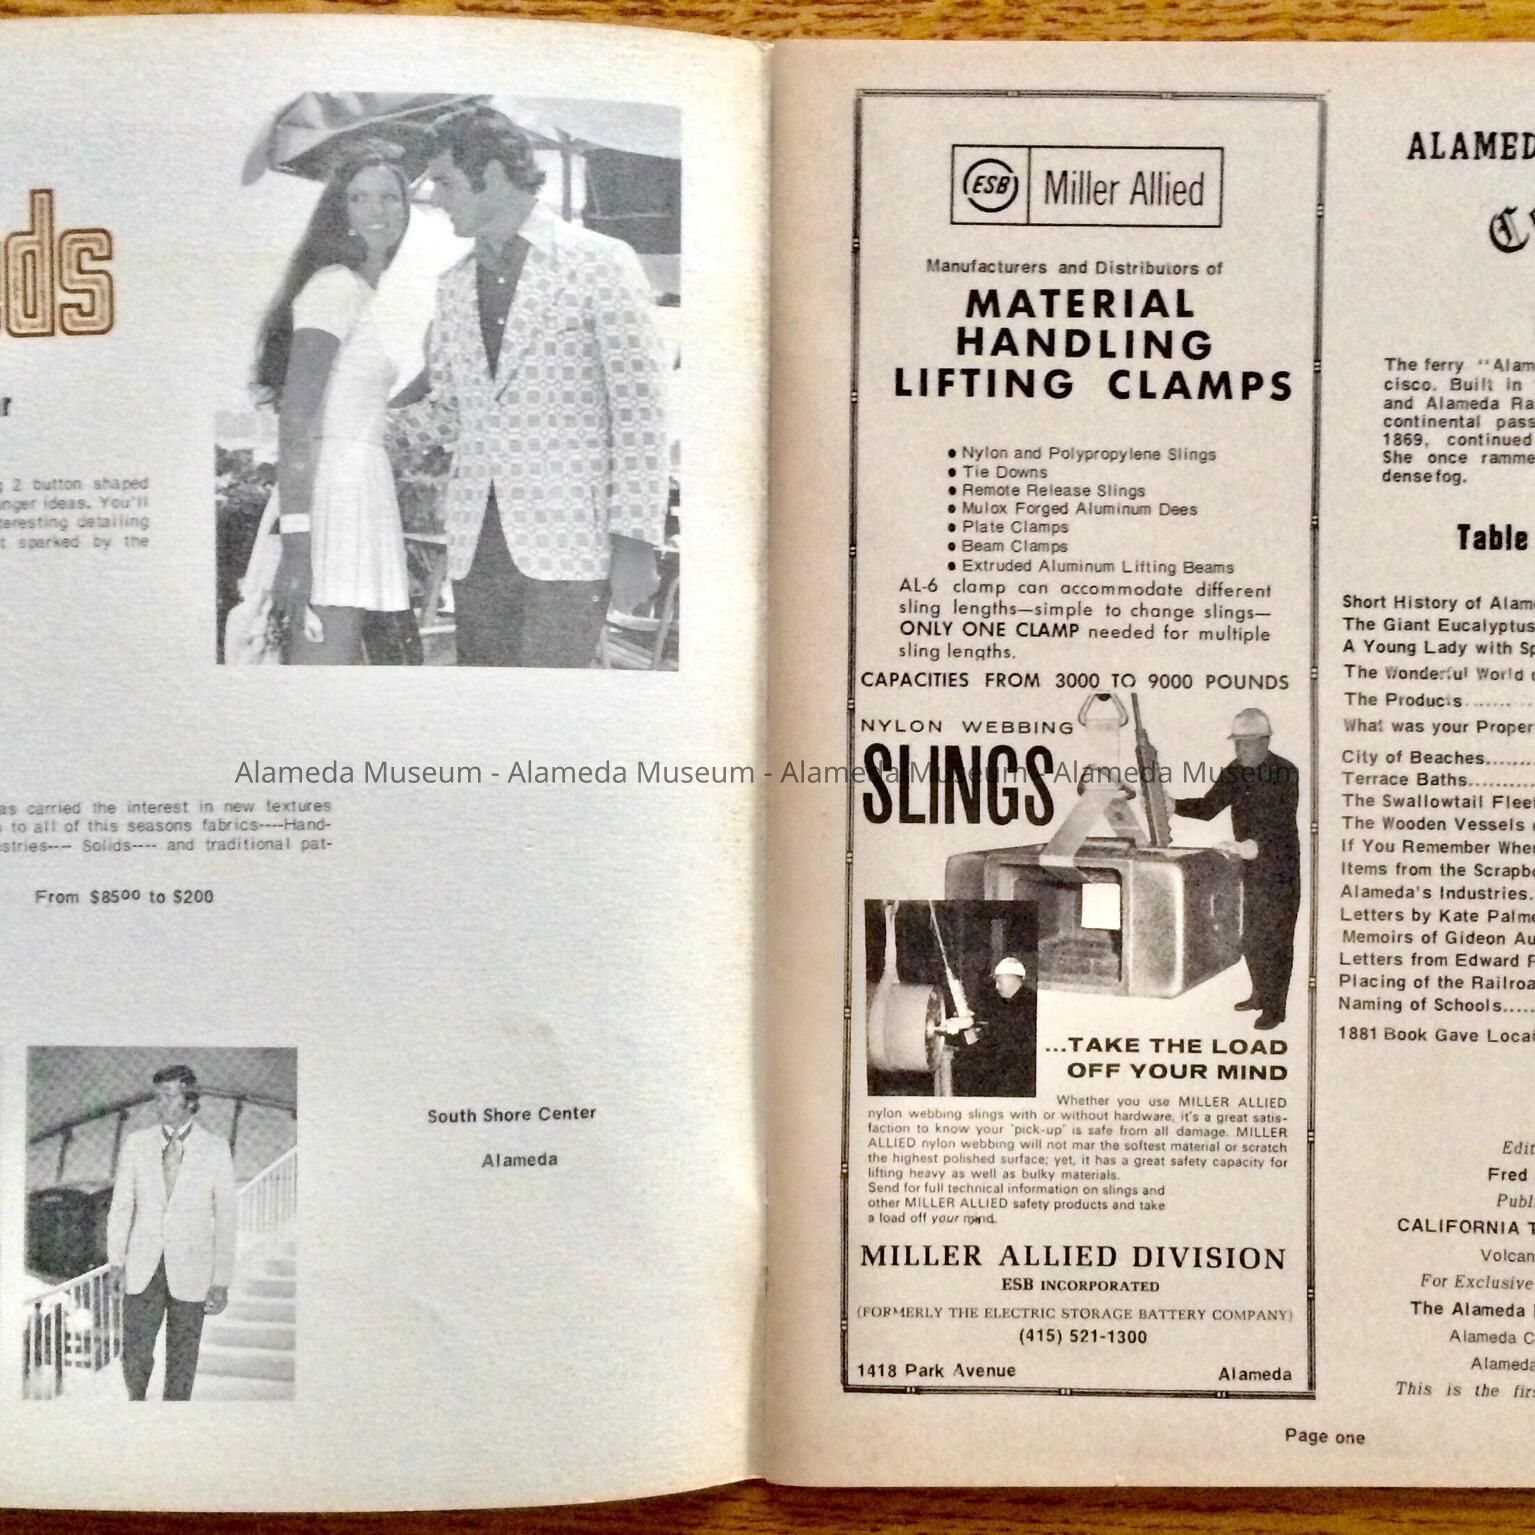 ds
r
g 2 button shaped
nger ideas. You'll
teresting detailing
t sparked by the
as carried the interest in new textures
to all of this seasons fabrics----Hand-
stries---- Solids---- and traditional pat-
From $85⁰⁰ to $200
South Shore Center
Alameda
ESB Miller Allied
Manufacturers and Distributors of
MATERIAL
HANDLING
LIFTING CLAMPS
● Nylon and Polypropylene Slings
● Tie Downs
● Remote Release Slings
● Mulox Forged Aluminum Dees
● Plate Clamps
● Beam Clamps
● Extruded Aluminum Lifting Beams
AL-6 clamp can accommodate different
sling lengths—simple to change slings—
ONLY ONE CLAMP needed for multiple
sling lengths.
CAPACITIES FROM 3000 TO 9000 POUNDS
NYLON WEBBING
SLINGS
Alameda Museum - Alameda Museum - Alameda Museum - Alameda Museum
...TAKE THE LOAD
OFF YOUR MIND
Whether you use MILLER ALLIED
nylon webbing slings with or without hardware, it's a great satis-
faction to know your 'pick-up' is safe from all damage. MILLER
ALLIED nylon webbing will not mar the softest material or scratch
the highest polished surface; yet, it has a great safety capacity for
lifting heavy as well as bulky materials.
Send for full technical information on slings and
other MILLER ALLIED safety products and take
a load off your mind.
MILLER ALLIED DIVISION
ESB INCORPORATED
(FORMERLY THE ELECTRIC STORAGE BATTERY COMPANY)
(415) 521-1300
1418 Park Avenue Alameda
ALAMED
C
The ferry "Alam
cisco. Built in
and Alameda Ra
continental pass
1869, continued
She once ramme
dense fog.
Table
Short History of Alam
The Giant Eucalyptus
A Young Lady with Sp
The Wonderful World
The Products.......
What was your Proper
City of Beaches.......
Terrace Baths..........
The Swallowtail Fleet
The Wooden Vessels
If You Remember When
Items from the Scrapbo
Alameda's Industries.
Letters by Kate Palme
Memoirs of Gideon Au
Letters from Edward
Placing of the Railroa
Naming of Schools.....
1881 Book Gave Locat
Edit
Fred
Publi
CALIFORNIA T
Volcan
For Exclusive
The Alameda
Alameda C
Alameda
This is the firs
Page one